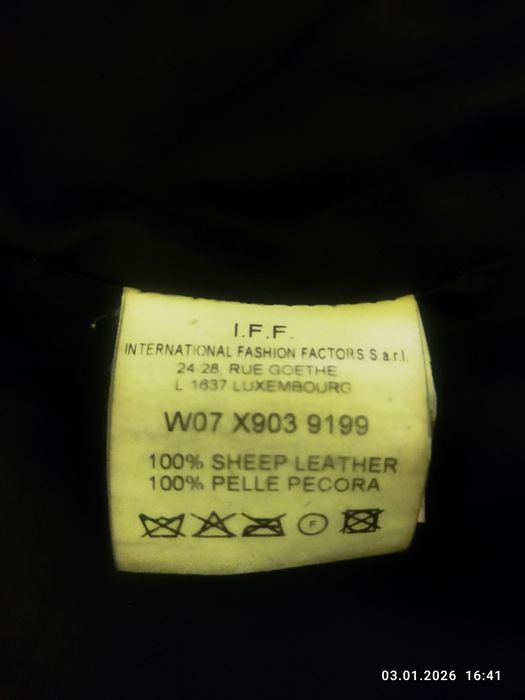 I.F.F.
INTERNATIONAL FASHION FACTORS S.a.r.l.
24-28, RUE GOETHE
L 1637 LUXEMBOURG
W07 X903 9199
100% SHEEP LEATHER
100% PELLE PECORA
F
03.01.2026 16:41